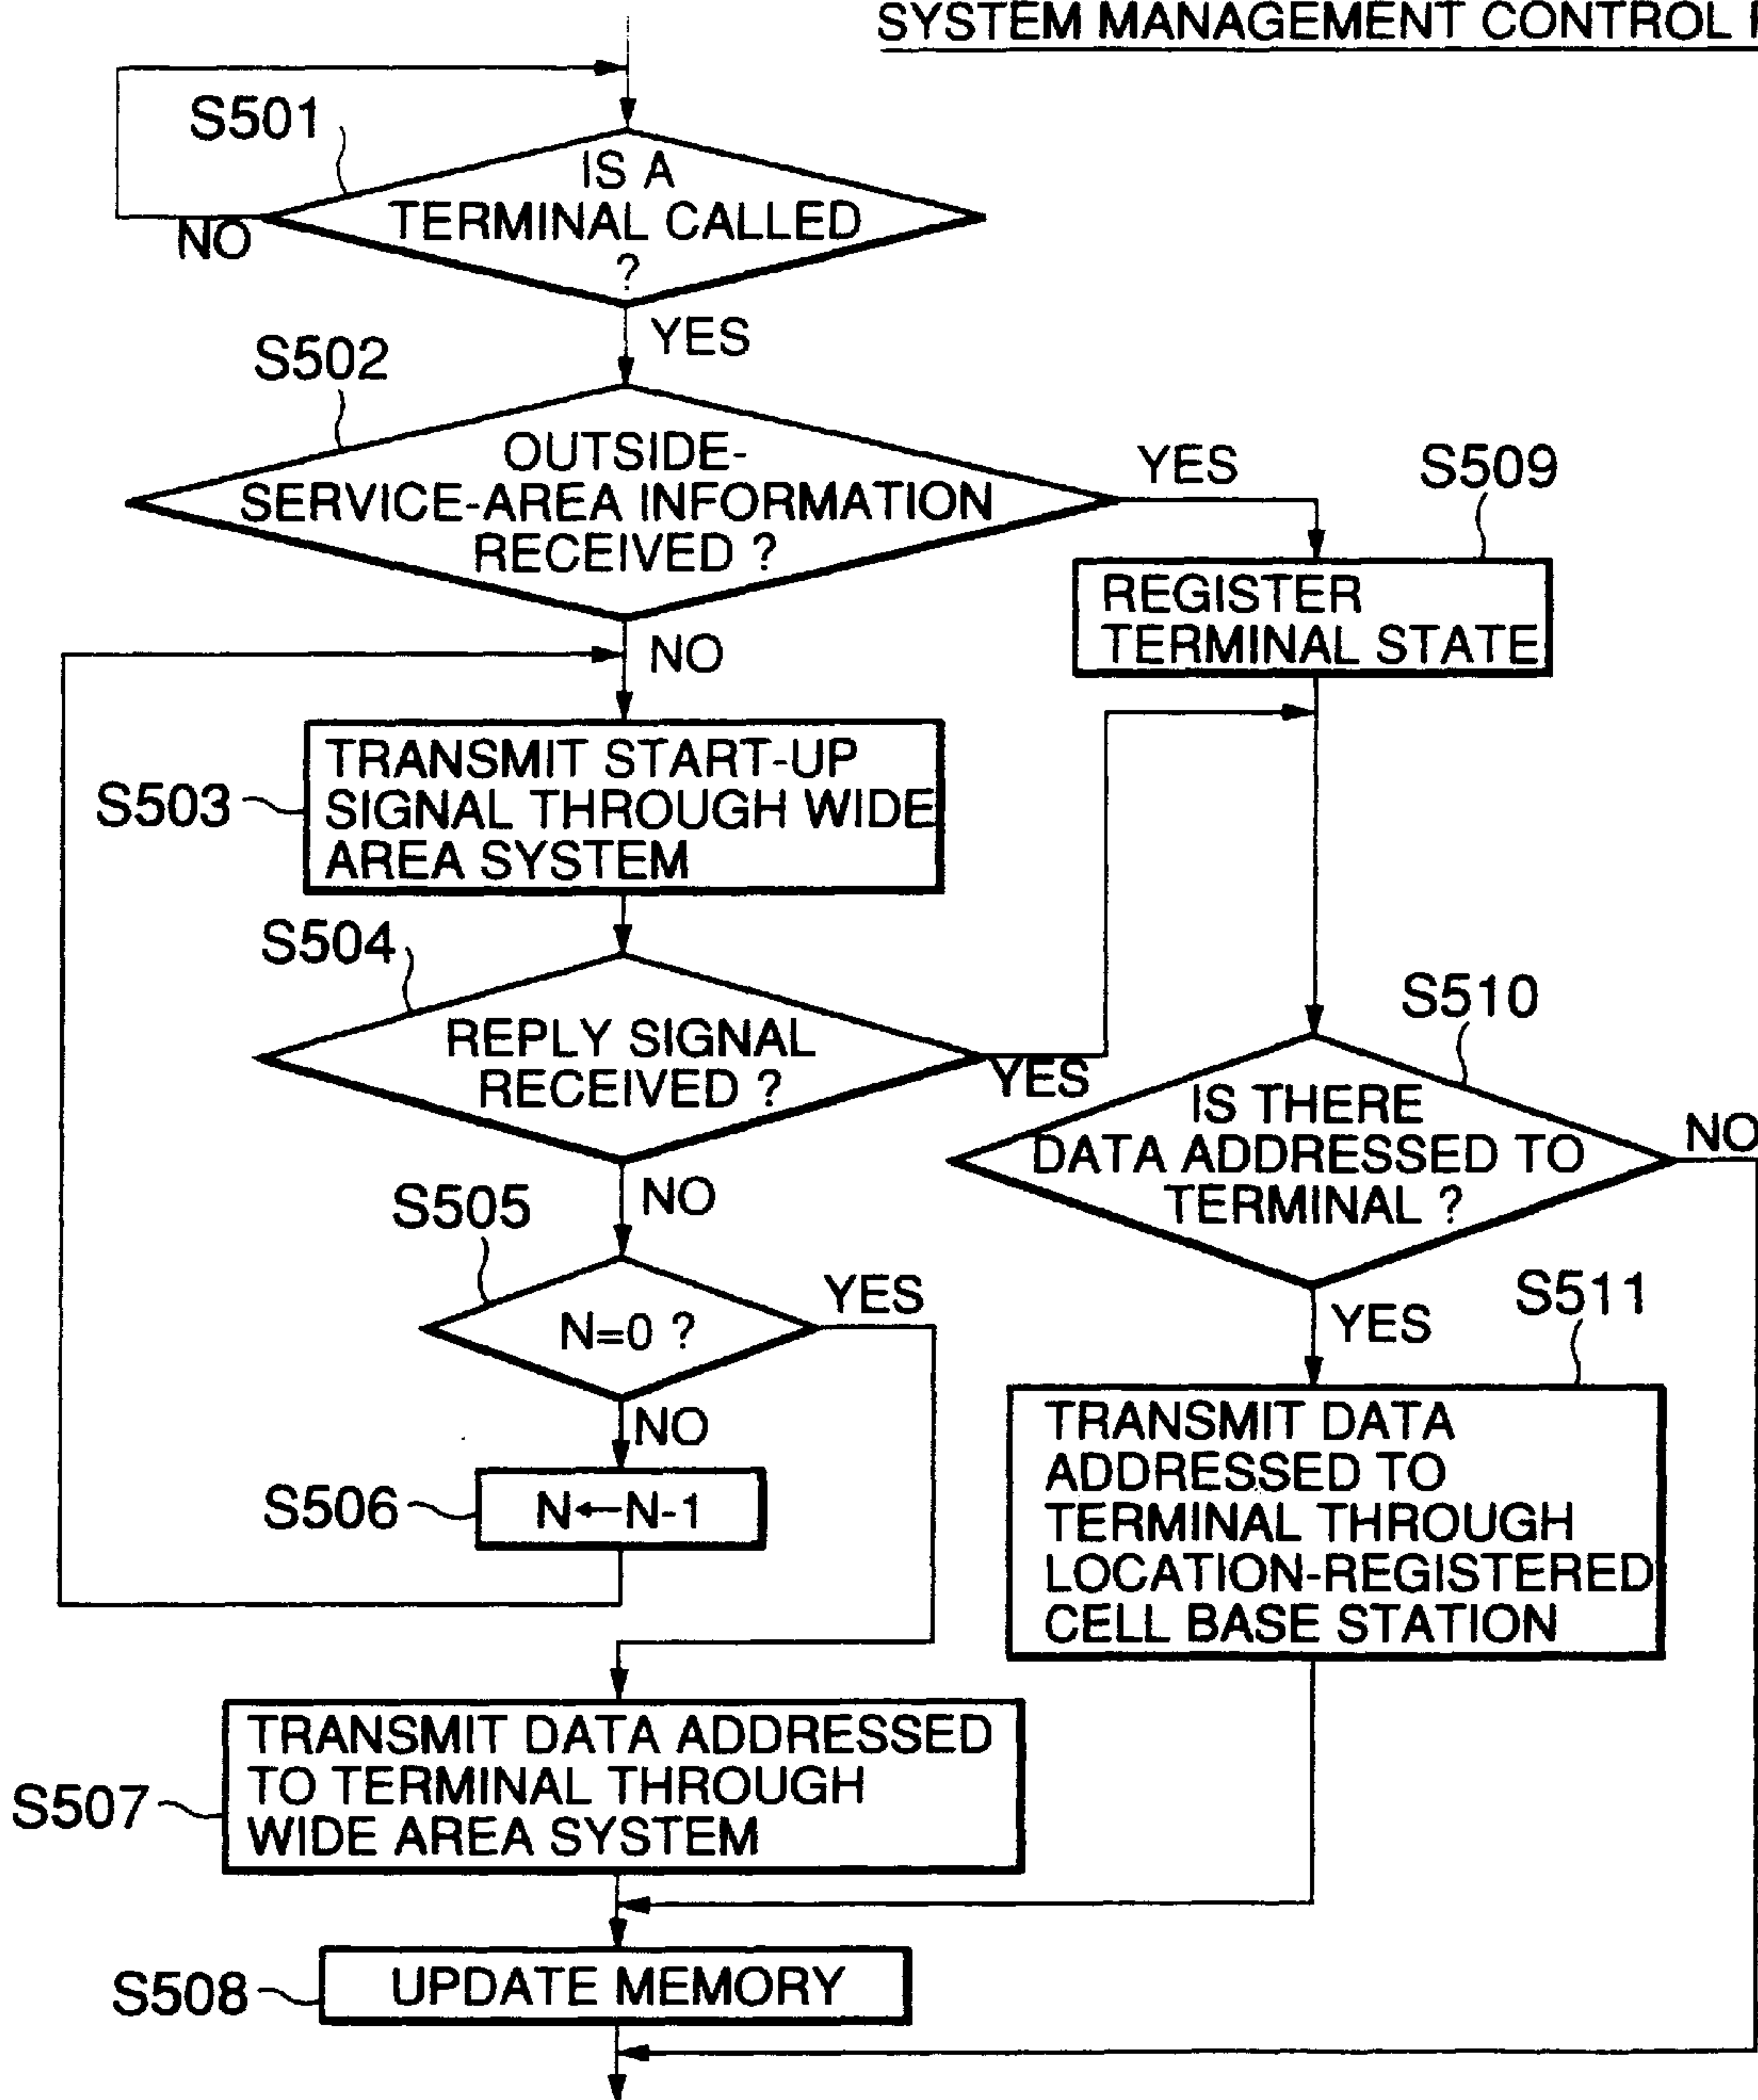 SYSTEM MANAGEMENT CONTROL
S501
IS A
TERMINAL CALLED
?
NO
YES
S502
OUTSIDE-
SERVICE-AREA INFORMATION
RECEIVED ?
YES
S509
REGISTER
TERMINAL STATE
NO
S503
TRANSMIT START-UP
SIGNAL THROUGH WIDE
AREA SYSTEM
S504
REPLY SIGNAL
RECEIVED ?
YES
S510
IS THERE
DATA ADDRESSED TO
TERMINAL ?
NO
NO
S505
N=0 ?
YES
YES
S511
TRANSMIT DATA
ADDRESSED TO
TERMINAL THROUGH
LOCATION-REGISTERED
CELL BASE STATION
NO
S506
N←N-1
S507
TRANSMIT DATA ADDRESSED
TO TERMINAL THROUGH
WIDE AREA SYSTEM
S508
UPDATE MEMORY